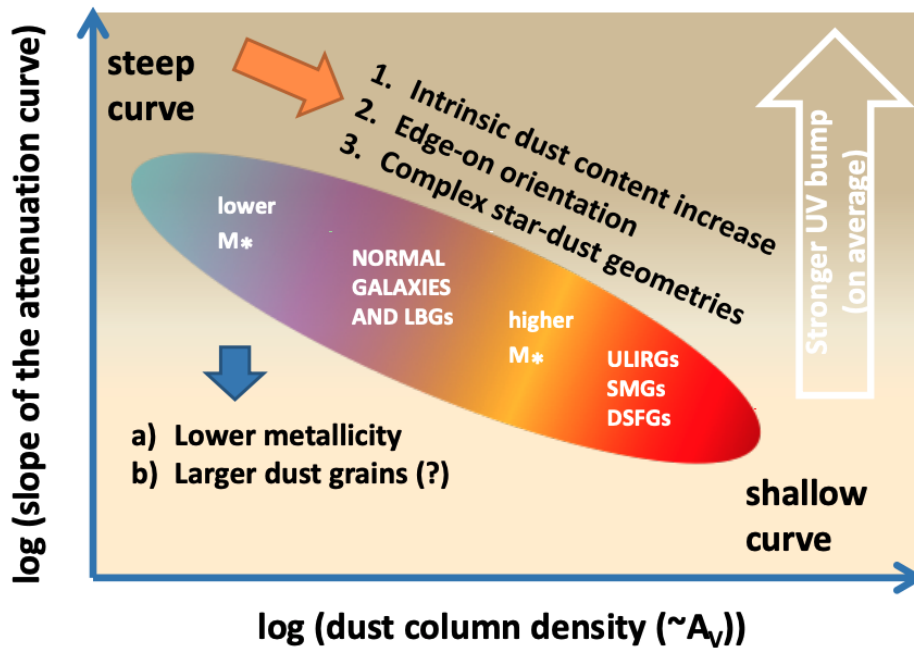 log (slope of the attenuation curve)
steep
curve
1. Intrinsic dust content increase
2. Edge-on orientation
3. Complex star-dust geometries
Stronger UV bump
(on average)
lower
M*
NORMAL
GALAXIES
AND LBGs
higher
M*
ULIRGs
SMGs
DSFGs
a) Lower metallicity
b) Larger dust grains (?)
shallow
curve
log (dust column density (~Aᵥ))